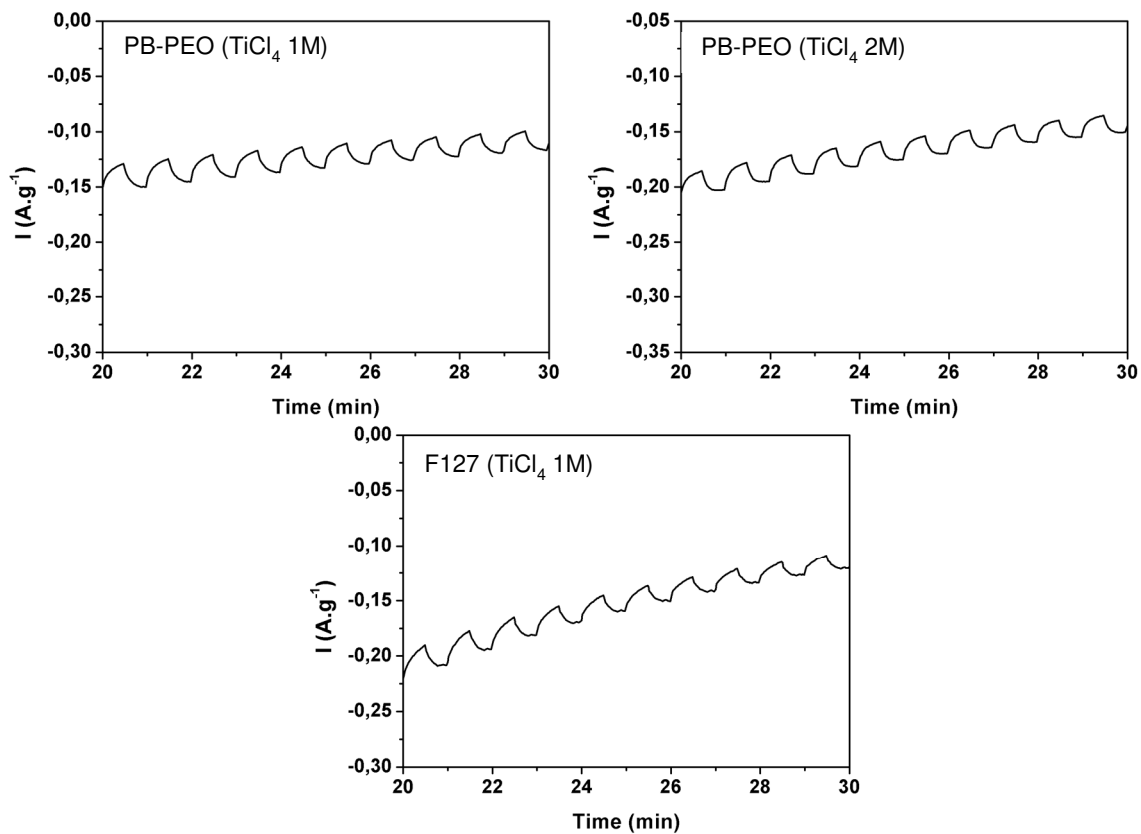 PB-PEO (TiCl4 1M)
0,00
-0,05
-0,10
-0,15
-0,20
-0,25
-0,30
I (A.g-1)
20 22 24 26 28 30
Time (min)
PB-PEO (TiCl4 2M)
-0,05
-0,10
-0,15
-0,20
-0,25
-0,30
-0,35
I (A.g-1)
20 22 24 26 28 30
Time (min)
F127 (TiCl4 1M)
0,00
-0,05
-0,10
-0,15
-0,20
-0,25
-0,30
I (A.g-1)
20 22 24 26 28 30
Time (min)